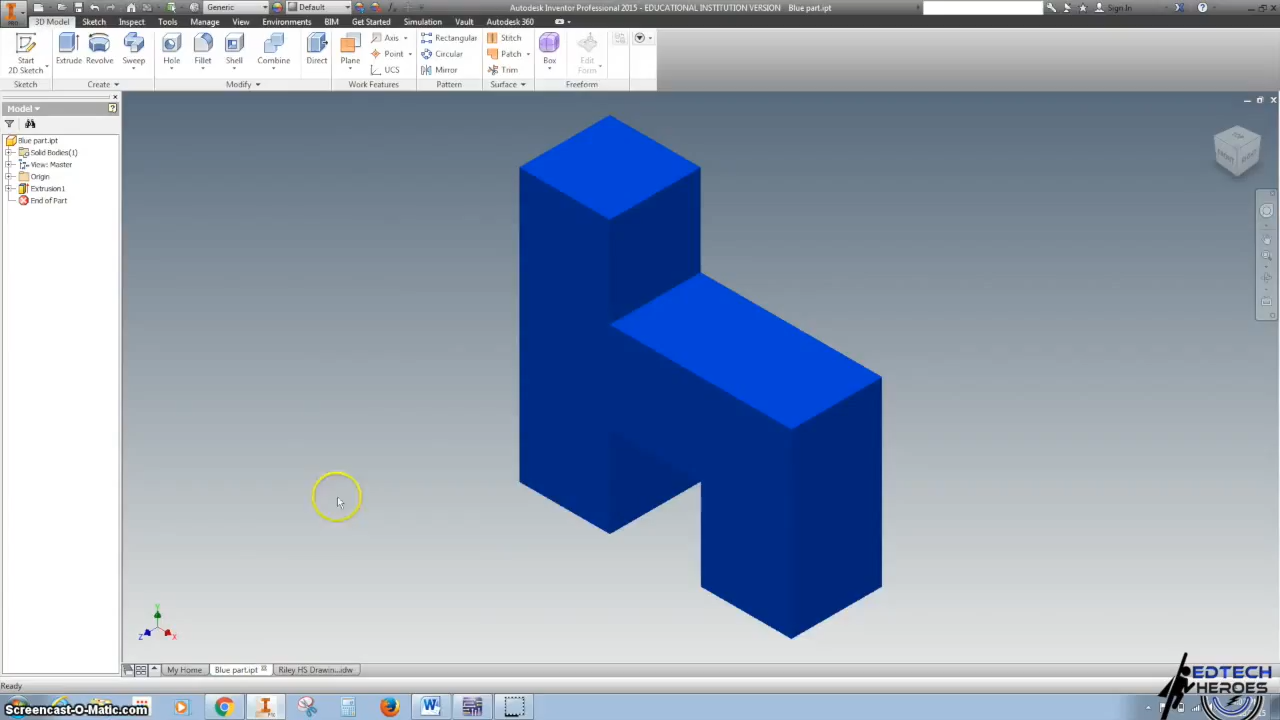 Autodesk Inventor Professional 2015 - EDUCATIONAL INSTITUTION VERSION Blue part.ipt
Generic
Default
Sign In
3D Model Sketch Inspect Tools Manage View Environments BIM Get Started Simulation Vault Autodesk 360
Start
2D Sketch
Extrude
Revolve
Sweep
Hole
Fillet
Shell
Combine
Direct
Plane
Axis
Point
UCS
Rectangular
Circular
Mirror
Stitch
Patch
Trim
Box
Edit
Form
Sketch
Create
Modify
Work Features
Pattern
Surface
Freeform
Model
Blue part.ipt
Solid Bodies(1)
View: Master
Origin
Extrusion1
End of Part
TOP
FRONT
RIGHT
Y
Z
X
My Home
Blue part.ipt
Riley HS Drawin...idw
Ready
Screencast-O-Matic.com
EDTECH
HEROES